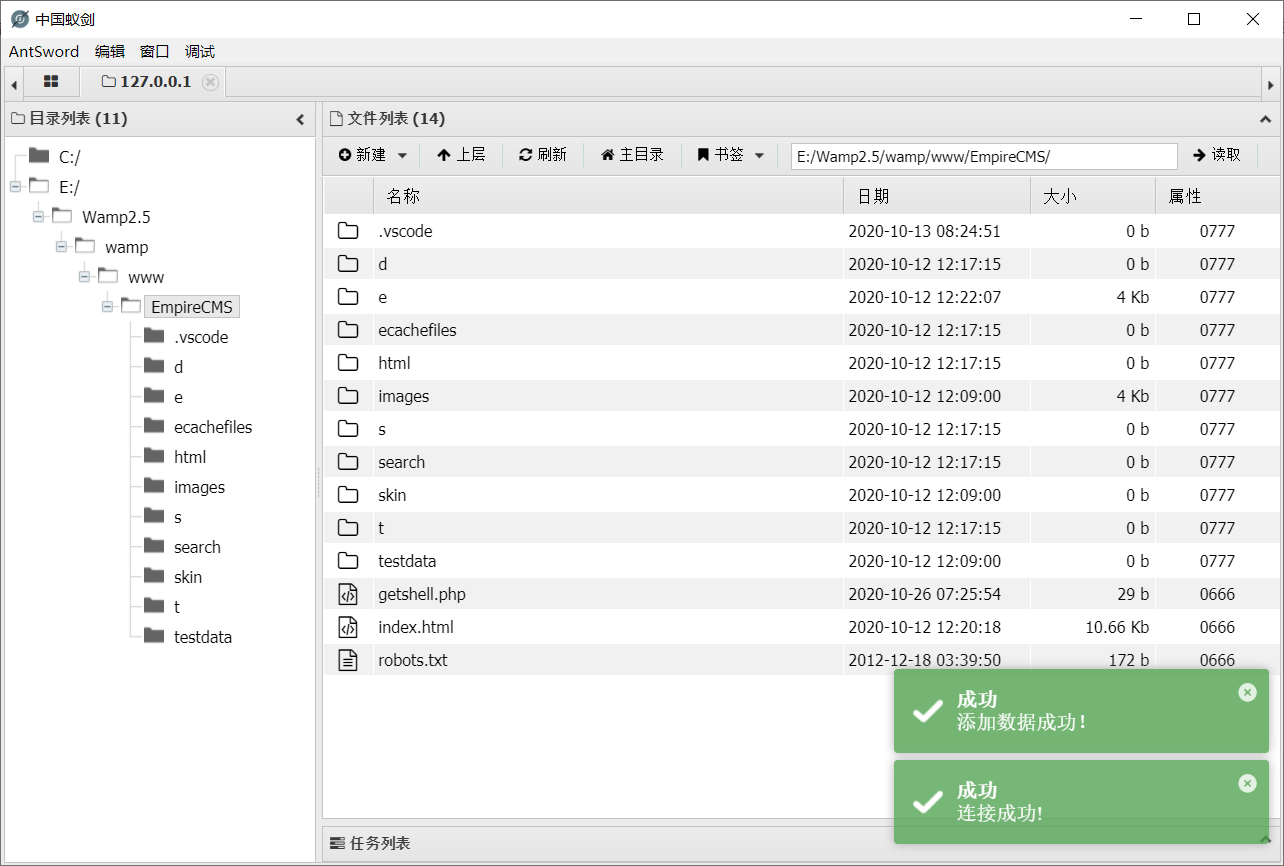 中国蚁剑
AntSword 编辑 窗口 调试
127.0.0.1
目录列表 (11)
C:/
E:/
Wamp2.5
wamp
www
EmpireCMS
.vscode
d
e
ecachefiles
html
images
s
search
skin
t
testdata
文件列表 (14)
新建 上层 刷新 主目录 书签 E:/Wamp2.5/wamp/www/EmpireCMS/ 读取
名称 日期 大小 属性
.vscode 2020-10-13 08:24:51 0 b 0777
d 2020-10-12 12:17:15 0 b 0777
e 2020-10-12 12:22:07 4 Kb 0777
ecachefiles 2020-10-12 12:17:15 0 b 0777
html 2020-10-12 12:17:15 0 b 0777
images 2020-10-12 12:09:00 4 Kb 0777
s 2020-10-12 12:17:15 0 b 0777
search 2020-10-12 12:17:15 0 b 0777
skin 2020-10-12 12:09:00 0 b 0777
t 2020-10-12 12:17:15 0 b 0777
testdata 2020-10-12 12:09:00 0 b 0777
getshell.php 2020-10-26 07:25:54 29 b 0666
index.html 2020-10-12 12:20:18 10.66 Kb 0666
robots.txt 2012-12-18 03:39:50 172 b 0666
成功
添加数据成功！
成功
连接成功!
任务列表